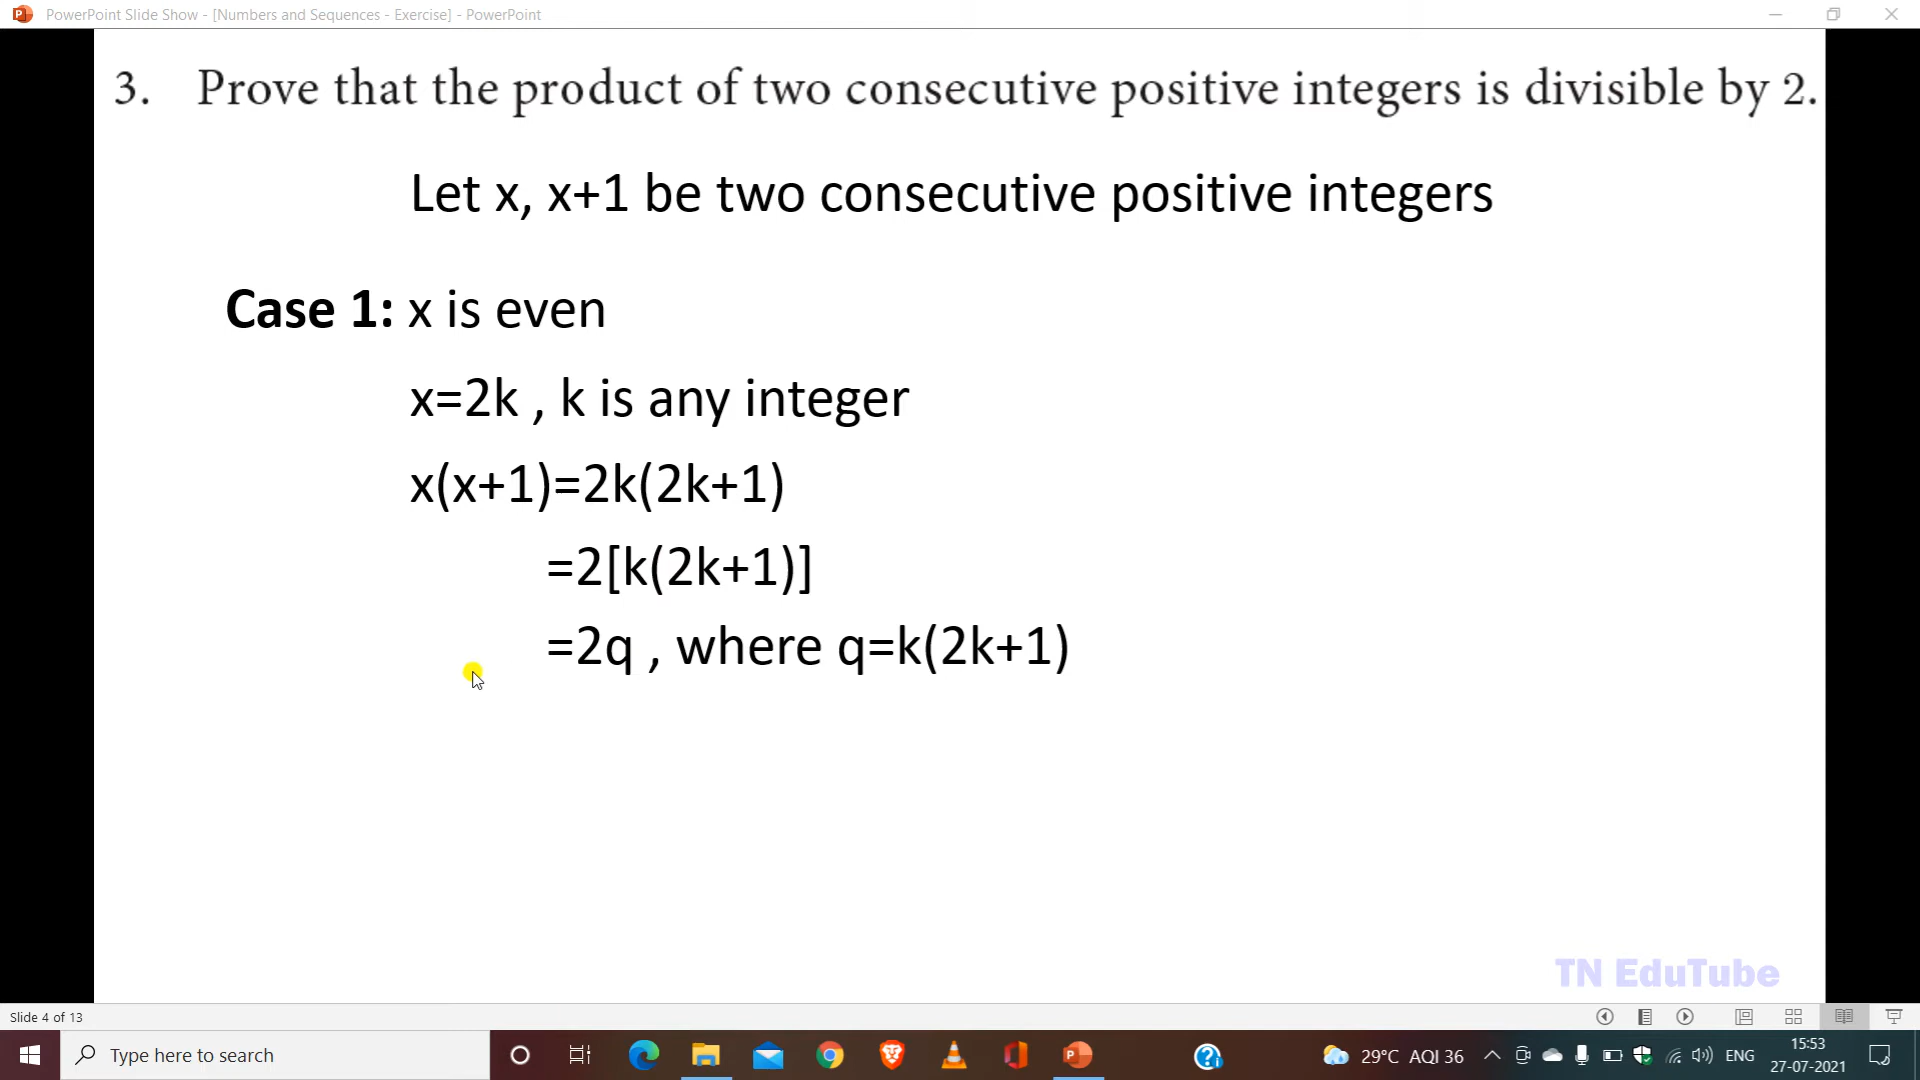 PowerPoint Slide Show - [Numbers and Sequences - Exercise] - PowerPoint
3. Prove that the product of two consecutive positive integers is divisible by 2.
Let x, x+1 be two consecutive positive integers
Case 1: x is even
x=2k , k is any integer
x(x+1)=2k(2k+1)
=2[k(2k+1)]
=2q , where q=k(2k+1)
TN EduTube
Slide 4 of 13
Type here to search
29°C AQI 36
ENG
15:53
27-07-2021